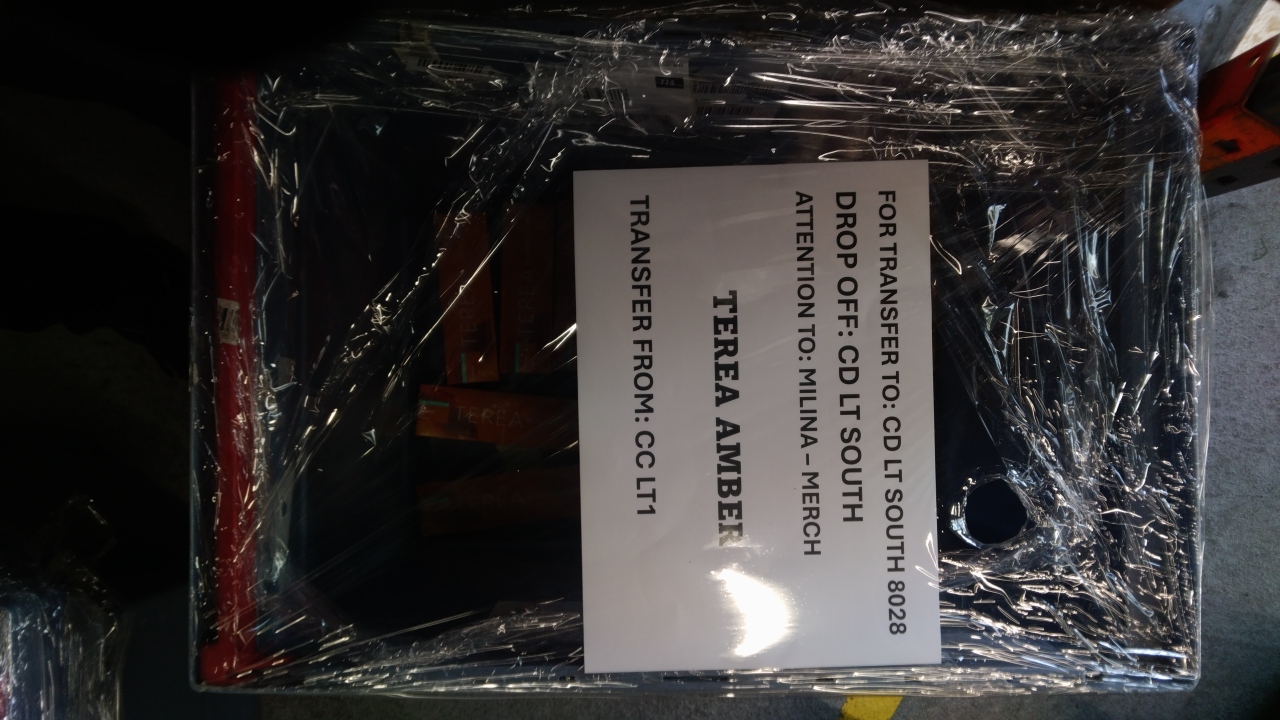 FOR TRANSFER TO: CD LT SOUTH 8028
DROP OFF: CD LT SOUTH
ATTENTION TO: MILINA – MERCH
TEREA AMBER
TRANSFER FROM: CC LT1
TEREA